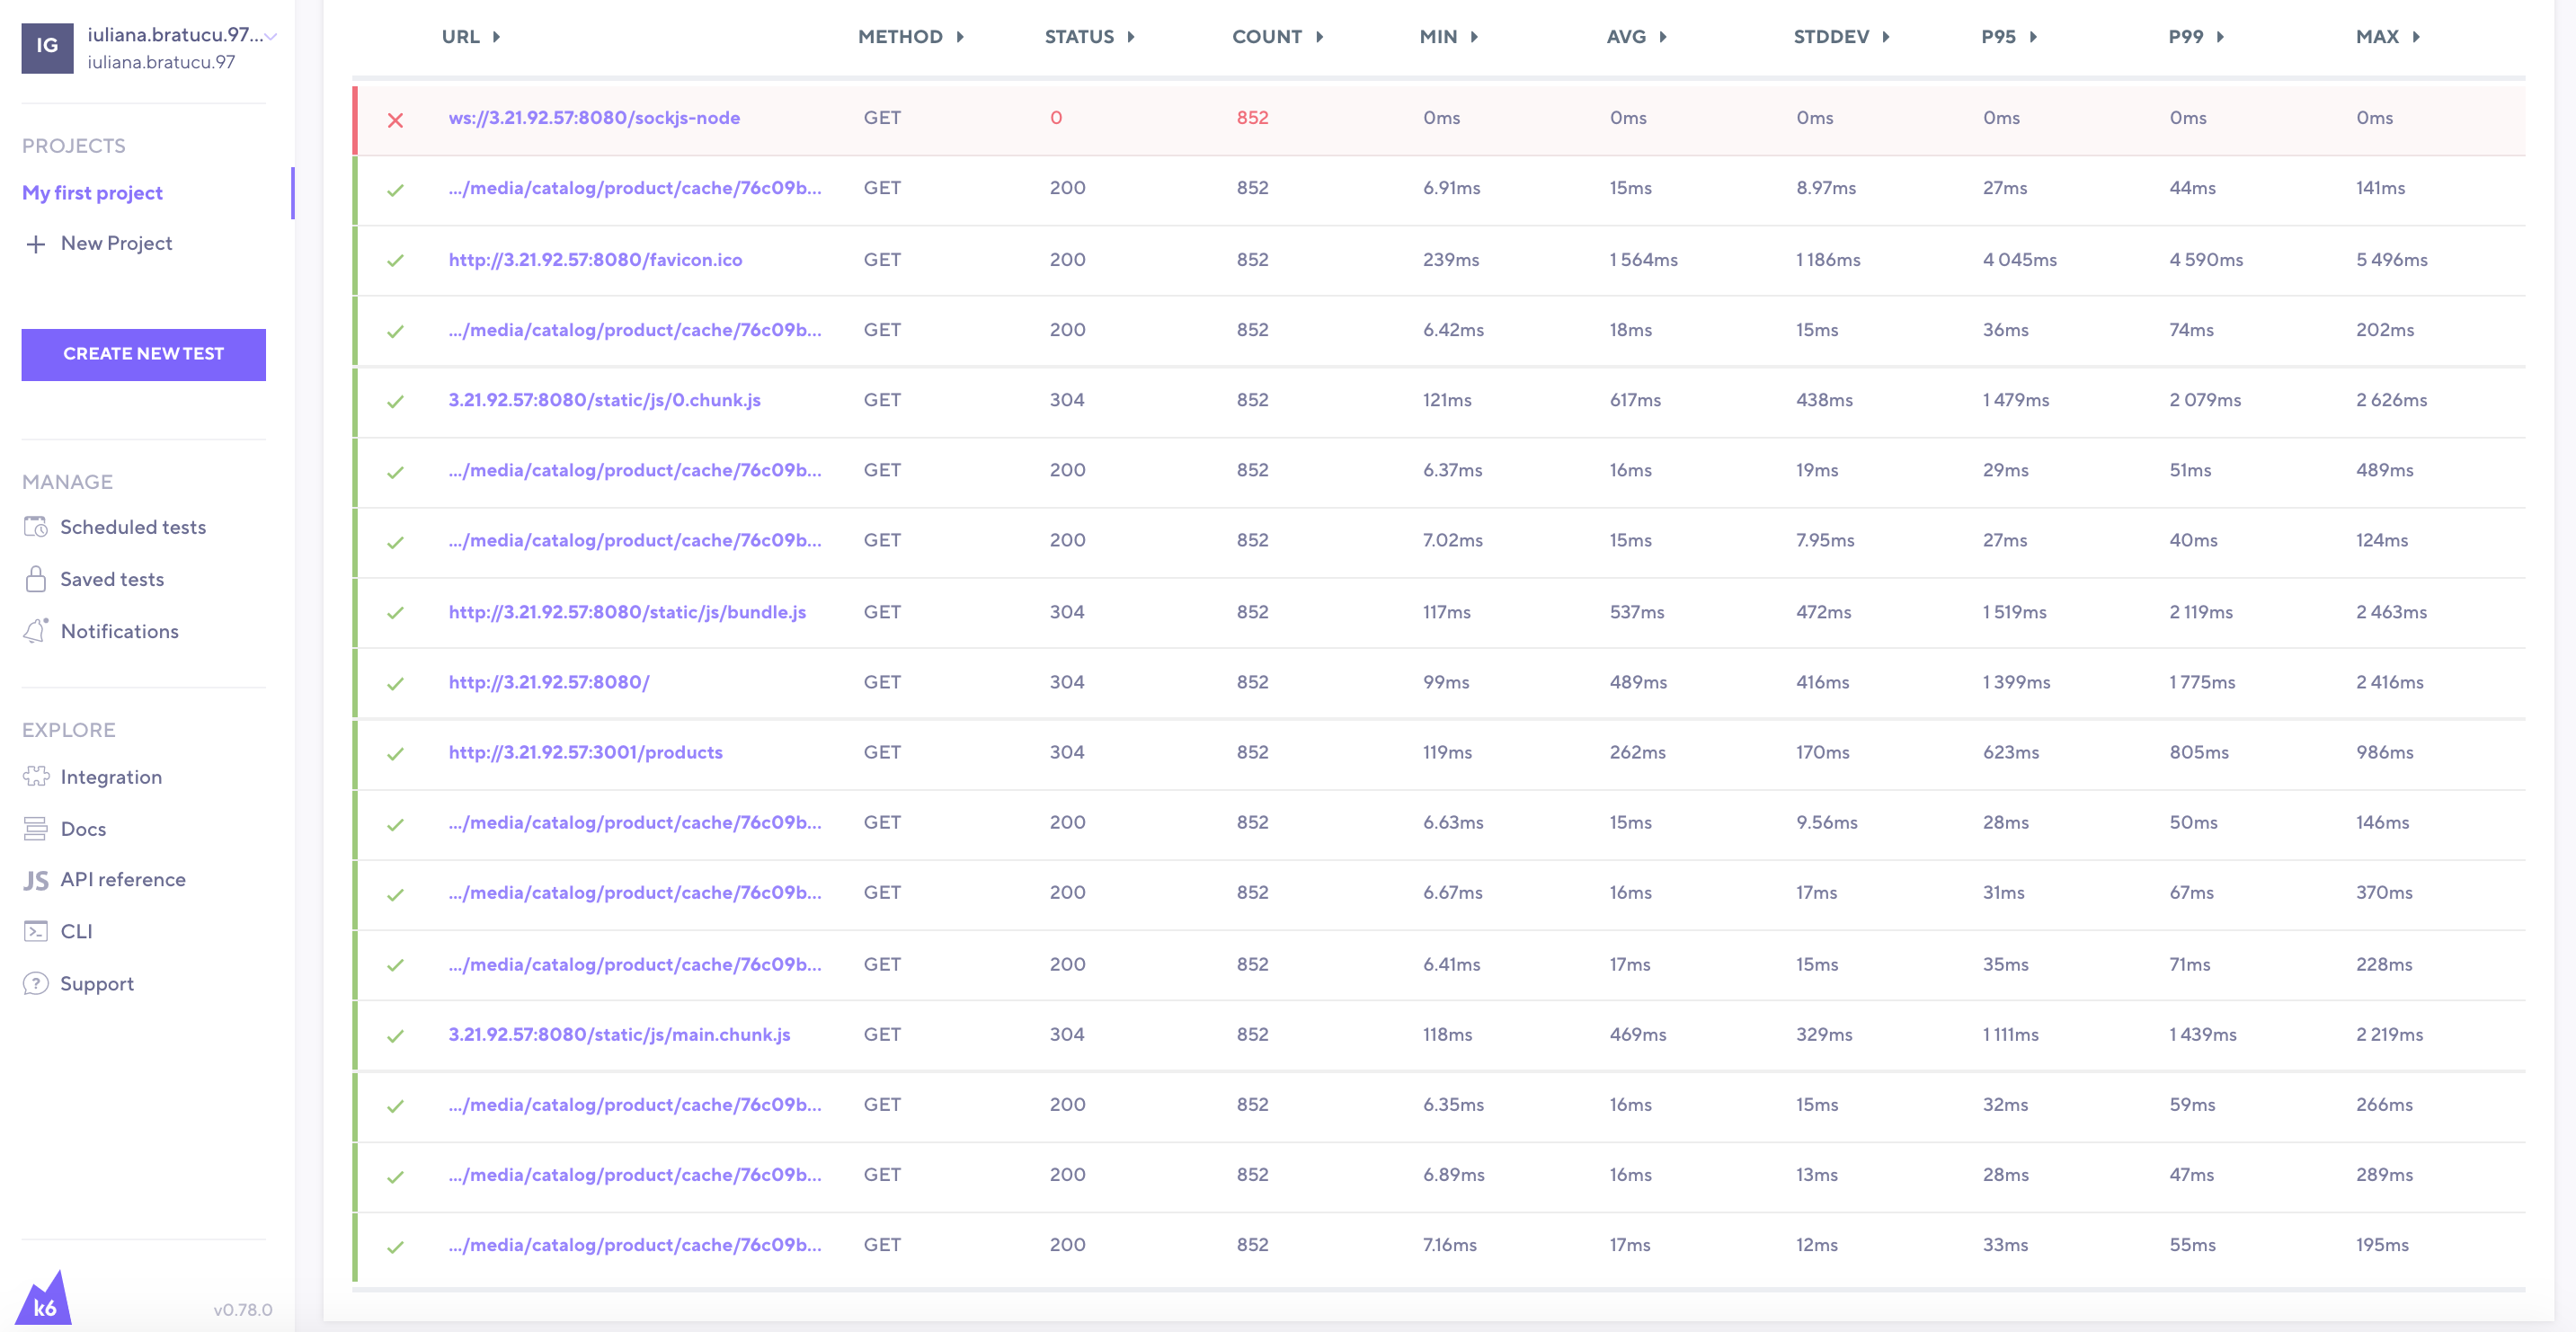 IG
iuliana.bratucu.97...
iuliana.bratucu.97
PROJECTS
My first project
New Project
CREATE NEW TEST
MANAGE
Scheduled tests
Saved tests
Notifications
EXPLORE
Integration
Docs
JS API reference
CLI
Support
k6
v0.78.0
URL METHOD STATUS COUNT MIN AVG STDDEV P95 P99 MAX
ws://3.21.92.57:8080/sockjs-node GET 0 852 0ms 0ms 0ms 0ms 0ms 0ms
.../media/catalog/product/cache/76c09b... GET 200 852 6.91ms 15ms 8.97ms 27ms 44ms 141ms
http://3.21.92.57:8080/favicon.ico GET 200 852 239ms 1 564ms 1 186ms 4 045ms 4 590ms 5 496ms
.../media/catalog/product/cache/76c09b... GET 200 852 6.42ms 18ms 15ms 36ms 74ms 202ms
3.21.92.57:8080/static/js/0.chunk.js GET 304 852 121ms 617ms 438ms 1 479ms 2 079ms 2 626ms
.../media/catalog/product/cache/76c09b... GET 200 852 6.37ms 16ms 19ms 29ms 51ms 489ms
.../media/catalog/product/cache/76c09b... GET 200 852 7.02ms 15ms 7.95ms 27ms 40ms 124ms
http://3.21.92.57:8080/static/js/bundle.js GET 304 852 117ms 537ms 472ms 1 519ms 2 119ms 2 463ms
http://3.21.92.57:8080/ GET 304 852 99ms 489ms 416ms 1 399ms 1 775ms 2 416ms
http://3.21.92.57:3001/products GET 304 852 119ms 262ms 170ms 623ms 805ms 986ms
.../media/catalog/product/cache/76c09b... GET 200 852 6.63ms 15ms 9.56ms 28ms 50ms 146ms
.../media/catalog/product/cache/76c09b... GET 200 852 6.67ms 16ms 17ms 31ms 67ms 370ms
.../media/catalog/product/cache/76c09b... GET 200 852 6.41ms 17ms 15ms 35ms 71ms 228ms
3.21.92.57:8080/static/js/main.chunk.js GET 304 852 118ms 469ms 329ms 1 111ms 1 439ms 2 219ms
.../media/catalog/product/cache/76c09b... GET 200 852 6.35ms 16ms 15ms 32ms 59ms 266ms
.../media/catalog/product/cache/76c09b... GET 200 852 6.89ms 16ms 13ms 28ms 47ms 289ms
.../media/catalog/product/cache/76c09b... GET 200 852 7.16ms 17ms 12ms 33ms 55ms 195ms